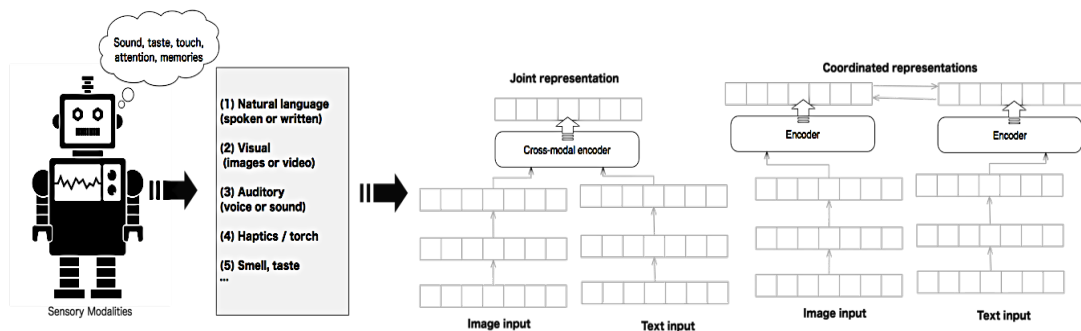 Sound, taste, touch,
attention, memories
Sensory Modalities
(1) Natural language
(spoken or written)
(2) Visual
(images or video)
(3) Auditory
(voice or sound)
(4) Haptics / torch
(5) Smell, taste
...
Joint representation
Cross-modal encoder
Image input
Text input
Coordinated representations
Encoder
Encoder
Image input
Text input